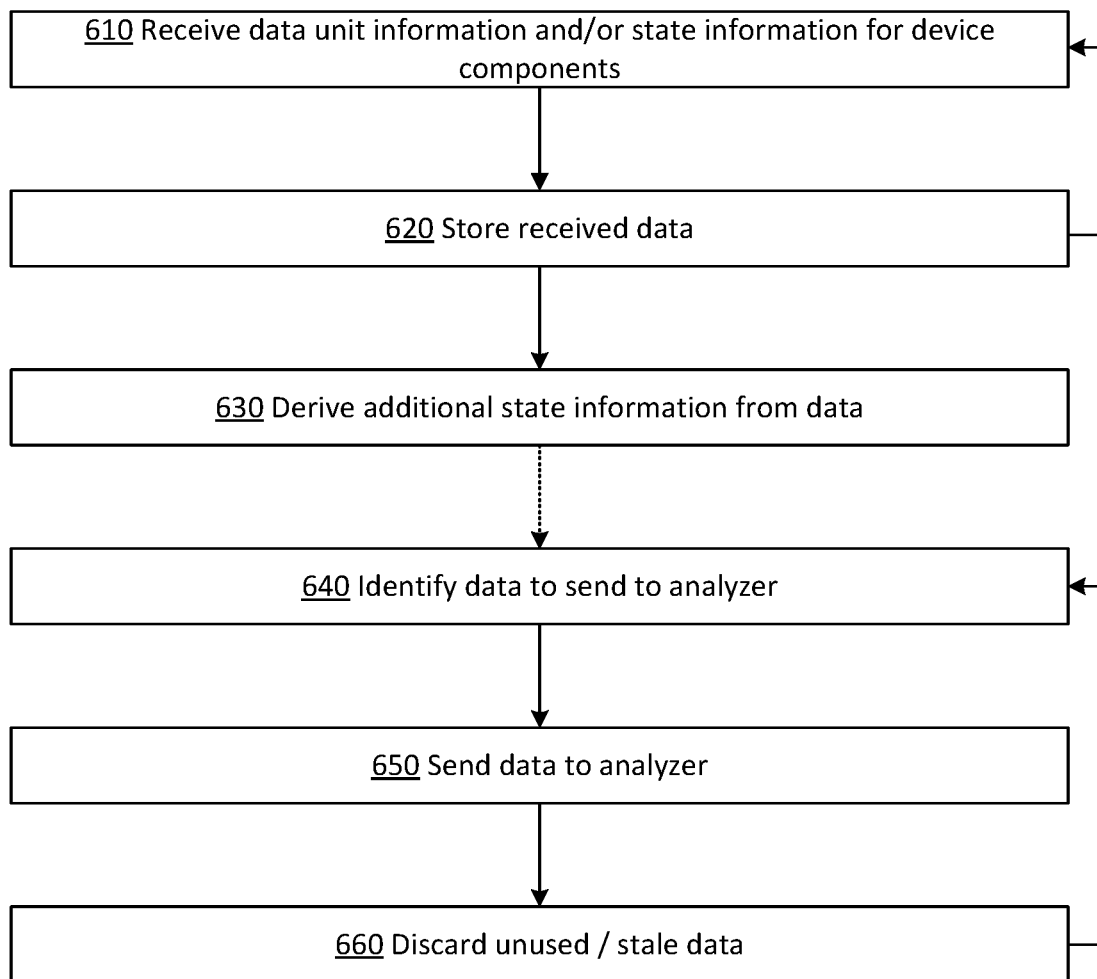 610 Receive data unit information and/or state information for device
components
620 Store received data
630 Derive additional state information from data
640 Identify data to send to analyzer
650 Send data to analyzer
660 Discard unused / stale data